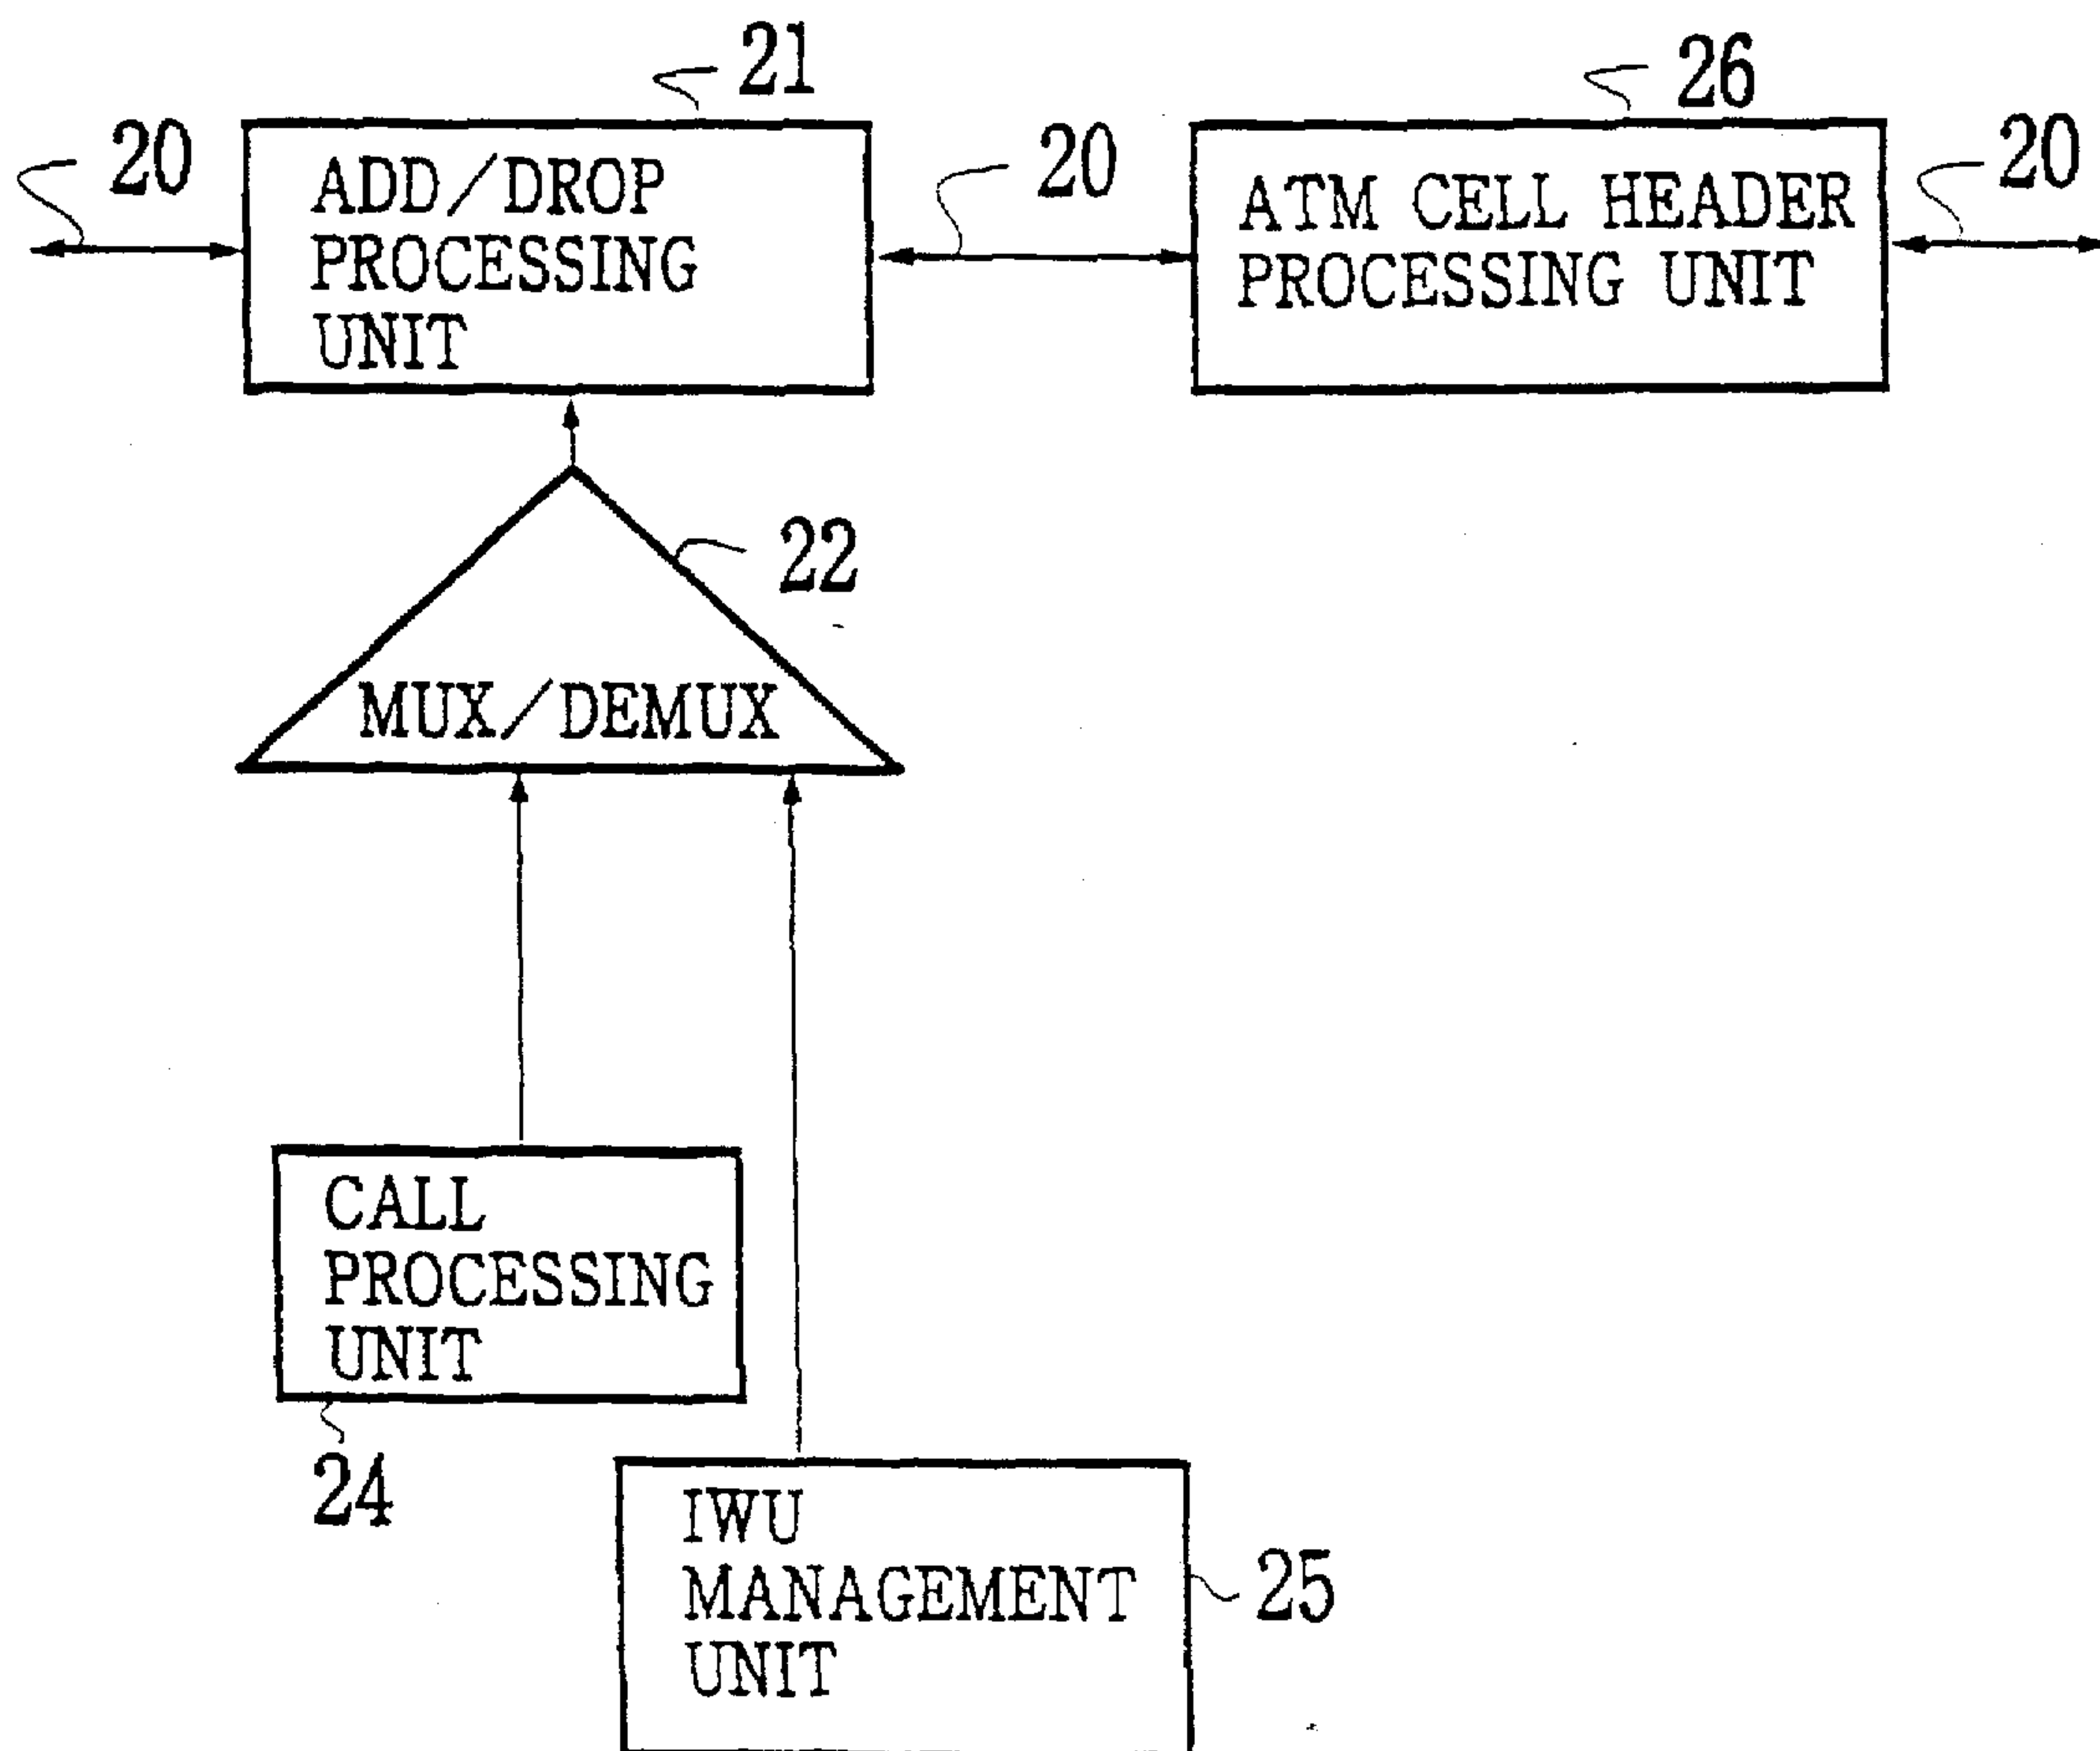 21
26
20
20
20
ADD/DROP
PROCESSING
UNIT
ATM CELL HEADER
PROCESSING UNIT
22
MUX/DEMUX
CALL
PROCESSING
UNIT
24
IWU
MANAGEMENT
UNIT
25